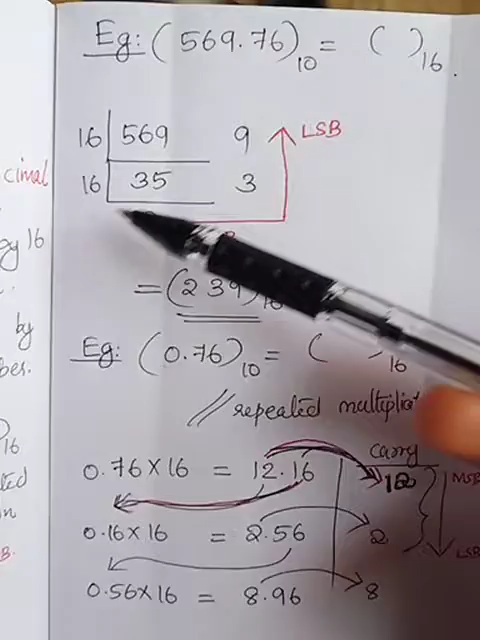 Eg: (569.76)10 = ( )16.
16 | 569 9 LSB
16 | 35 3
= (239)16
Eg: (0.76)10 = ( )16
// repeated
0.76 × 16 = 12.16
carry
12 MSB
0.16 × 16 = 2.56 2
LSB
0.56 × 16 = 8.96 8
cimal
16
by
16